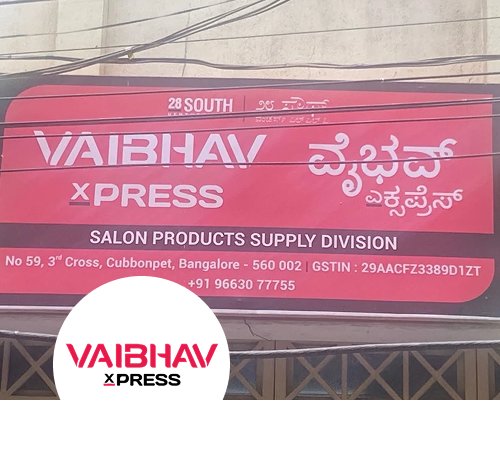 28 SOUTH
VAIBHAV
XPRESS
ವೈಭವ್
ಎಕ್ಸಪ್ರೆಸ್
SALON PRODUCTS SUPPLY DIVISION
No 59, 3rd Cross, Cubbonpet, Bangalore - 560 002 | GSTIN : 29AACFZ3389D1ZT
+91 96630 77755
VAIBHAV
XPRESS